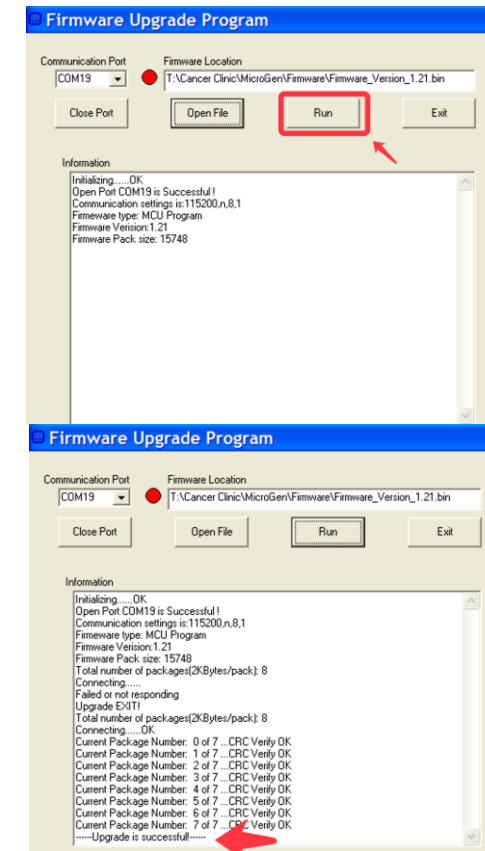 Firmware Upgrade Program
Communication Port Firmware Location
COM19 T:\Cancer Clinic\MicroGen\Firmware\Firmware_Version_1.21.bin
Close Port Open File Run Exit
Information
Initializing......OK
Open Port COM19 is Successful !
Communication settings is:115200,n,8,1
Firmeware type: MCU Program
Firmware Verision:1.21
Firmware Pack size: 15748
Firmware Upgrade Program
Communication Port Firmware Location
COM19 T:\Cancer Clinic\MicroGen\Firmware\Firmware_Version_1.21.bin
Close Port Open File Run Exit
Information
Initializing......OK
Open Port COM19 is Successful !
Communication settings is:115200,n,8,1
Firmeware type: MCU Program
Firmware Verision:1.21
Firmware Pack size: 15748
Total number of packages(2KBytes/pack): 8
Connecting......
Failed or not responding
Upgrade EXIT!
Total number of packages(2KBytes/pack): 8
Connecting......OK
Current Package Number: 0 of 7 ...CRC Verify OK
Current Package Number: 1 of 7 ...CRC Verify OK
Current Package Number: 2 of 7 ...CRC Verify OK
Current Package Number: 3 of 7 ...CRC Verify OK
Current Package Number: 4 of 7 ...CRC Verify OK
Current Package Number: 5 of 7 ...CRC Verify OK
Current Package Number: 6 of 7 ...CRC Verify OK
Current Package Number: 7 of 7 ...CRC Verify OK
------Upgrade is successful!------